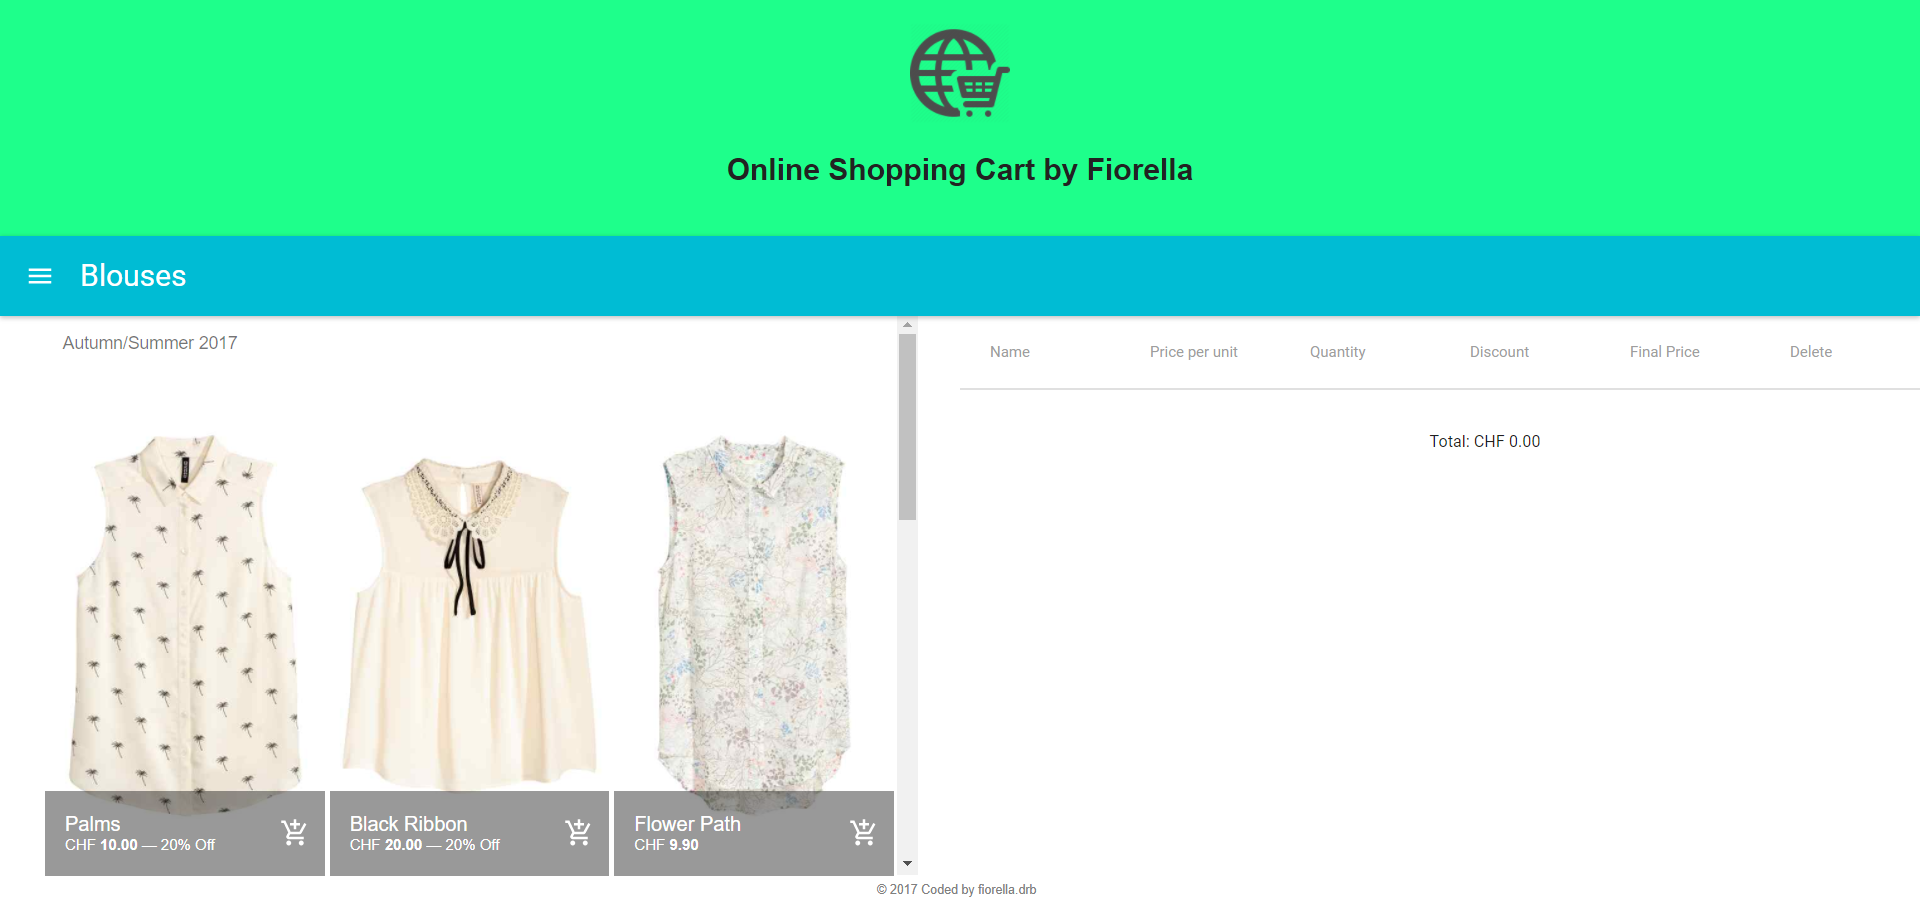 Online Shopping Cart by Fiorella
Blouses
Autumn/Summer 2017
Name Price per unit Quantity Discount Final Price Delete
Total: CHF 0.00
Palms
CHF 10.00 — 20% Off
Black Ribbon
CHF 20.00 — 20% Off
Flower Path
CHF 9.90
© 2017 Coded by fiorella.drb